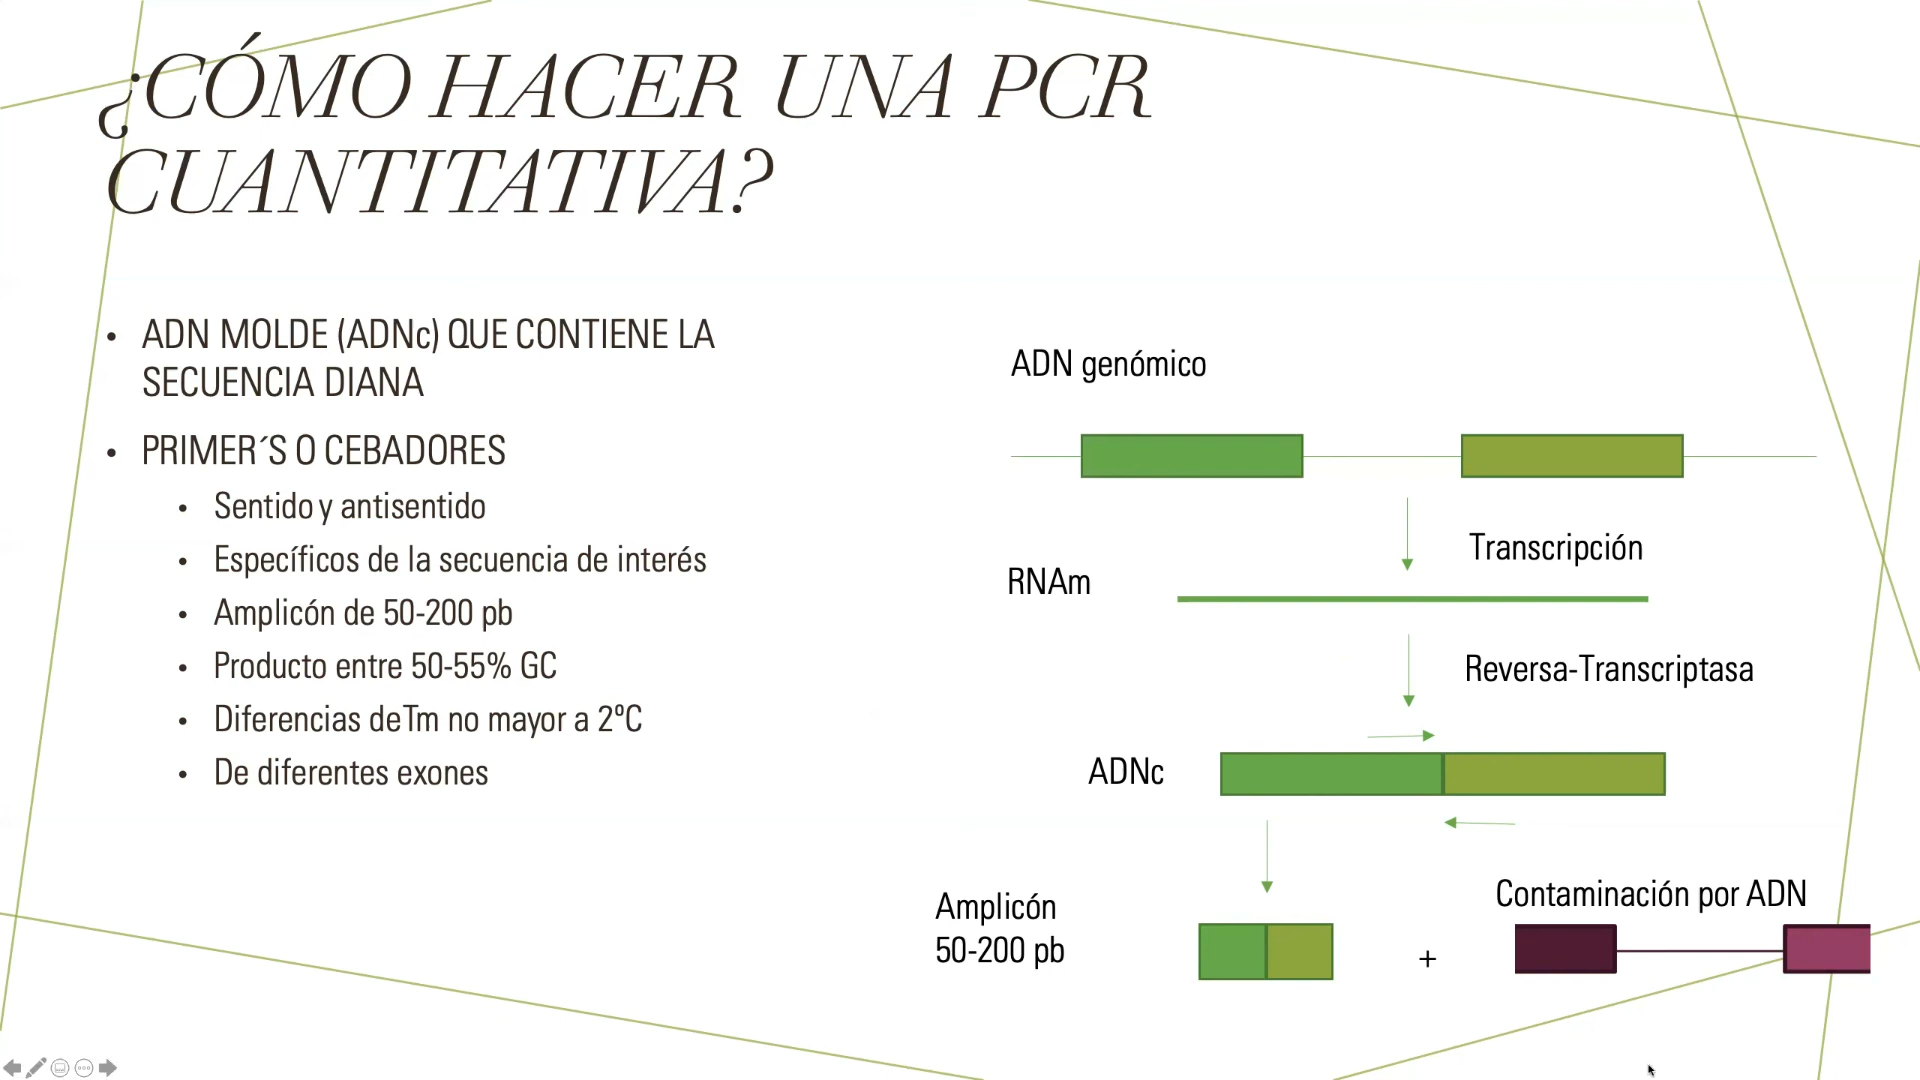 ¿CÓMO HACER UNA PCR
CUANTITATIVA?
• ADN MOLDE (ADNc) QUE CONTIENE LA
SECUENCIA DIANA
• PRIMER´S O CEBADORES
• Sentido y antisentido
• Específicos de la secuencia de interés
• Amplicón de 50-200 pb
• Producto entre 50-55% GC
• Diferencias de Tm no mayor a 2ºC
• De diferentes exones
ADN genómico
Transcripción
RNAm
Reversa-Transcriptasa
ADNc
Amplicón
50-200 pb
+
Contaminación por ADN